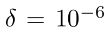 δ = 10⁻⁶